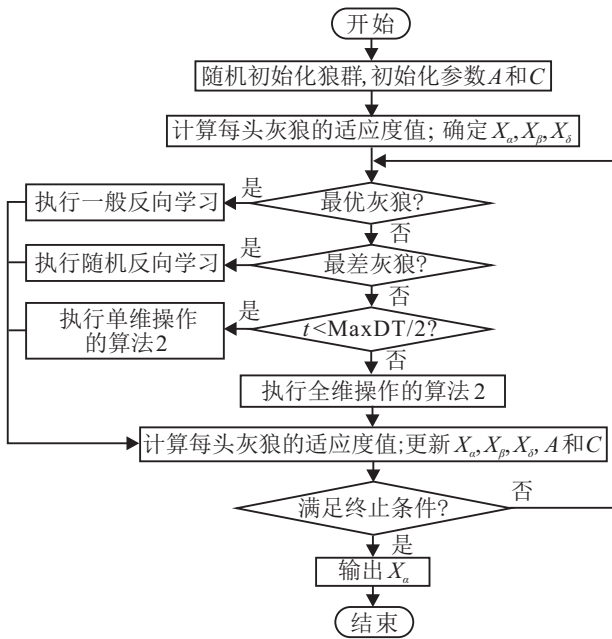 开始
随机初始化狼群,初始化参数A和C
计算每头灰狼的适应度值; 确定 Xα,Xβ,Xδ
最优灰狼?
是
执行一般反向学习
否
最差灰狼?
是
执行随机反向学习
否
t<MaxDT/2?
是
执行单维操作
的算法2
否
执行全维操作的算法2
计算每头灰狼的适应度值;更新 Xα,Xβ,Xδ, A和C
满足终止条件?
否
是
输出Xα
结束